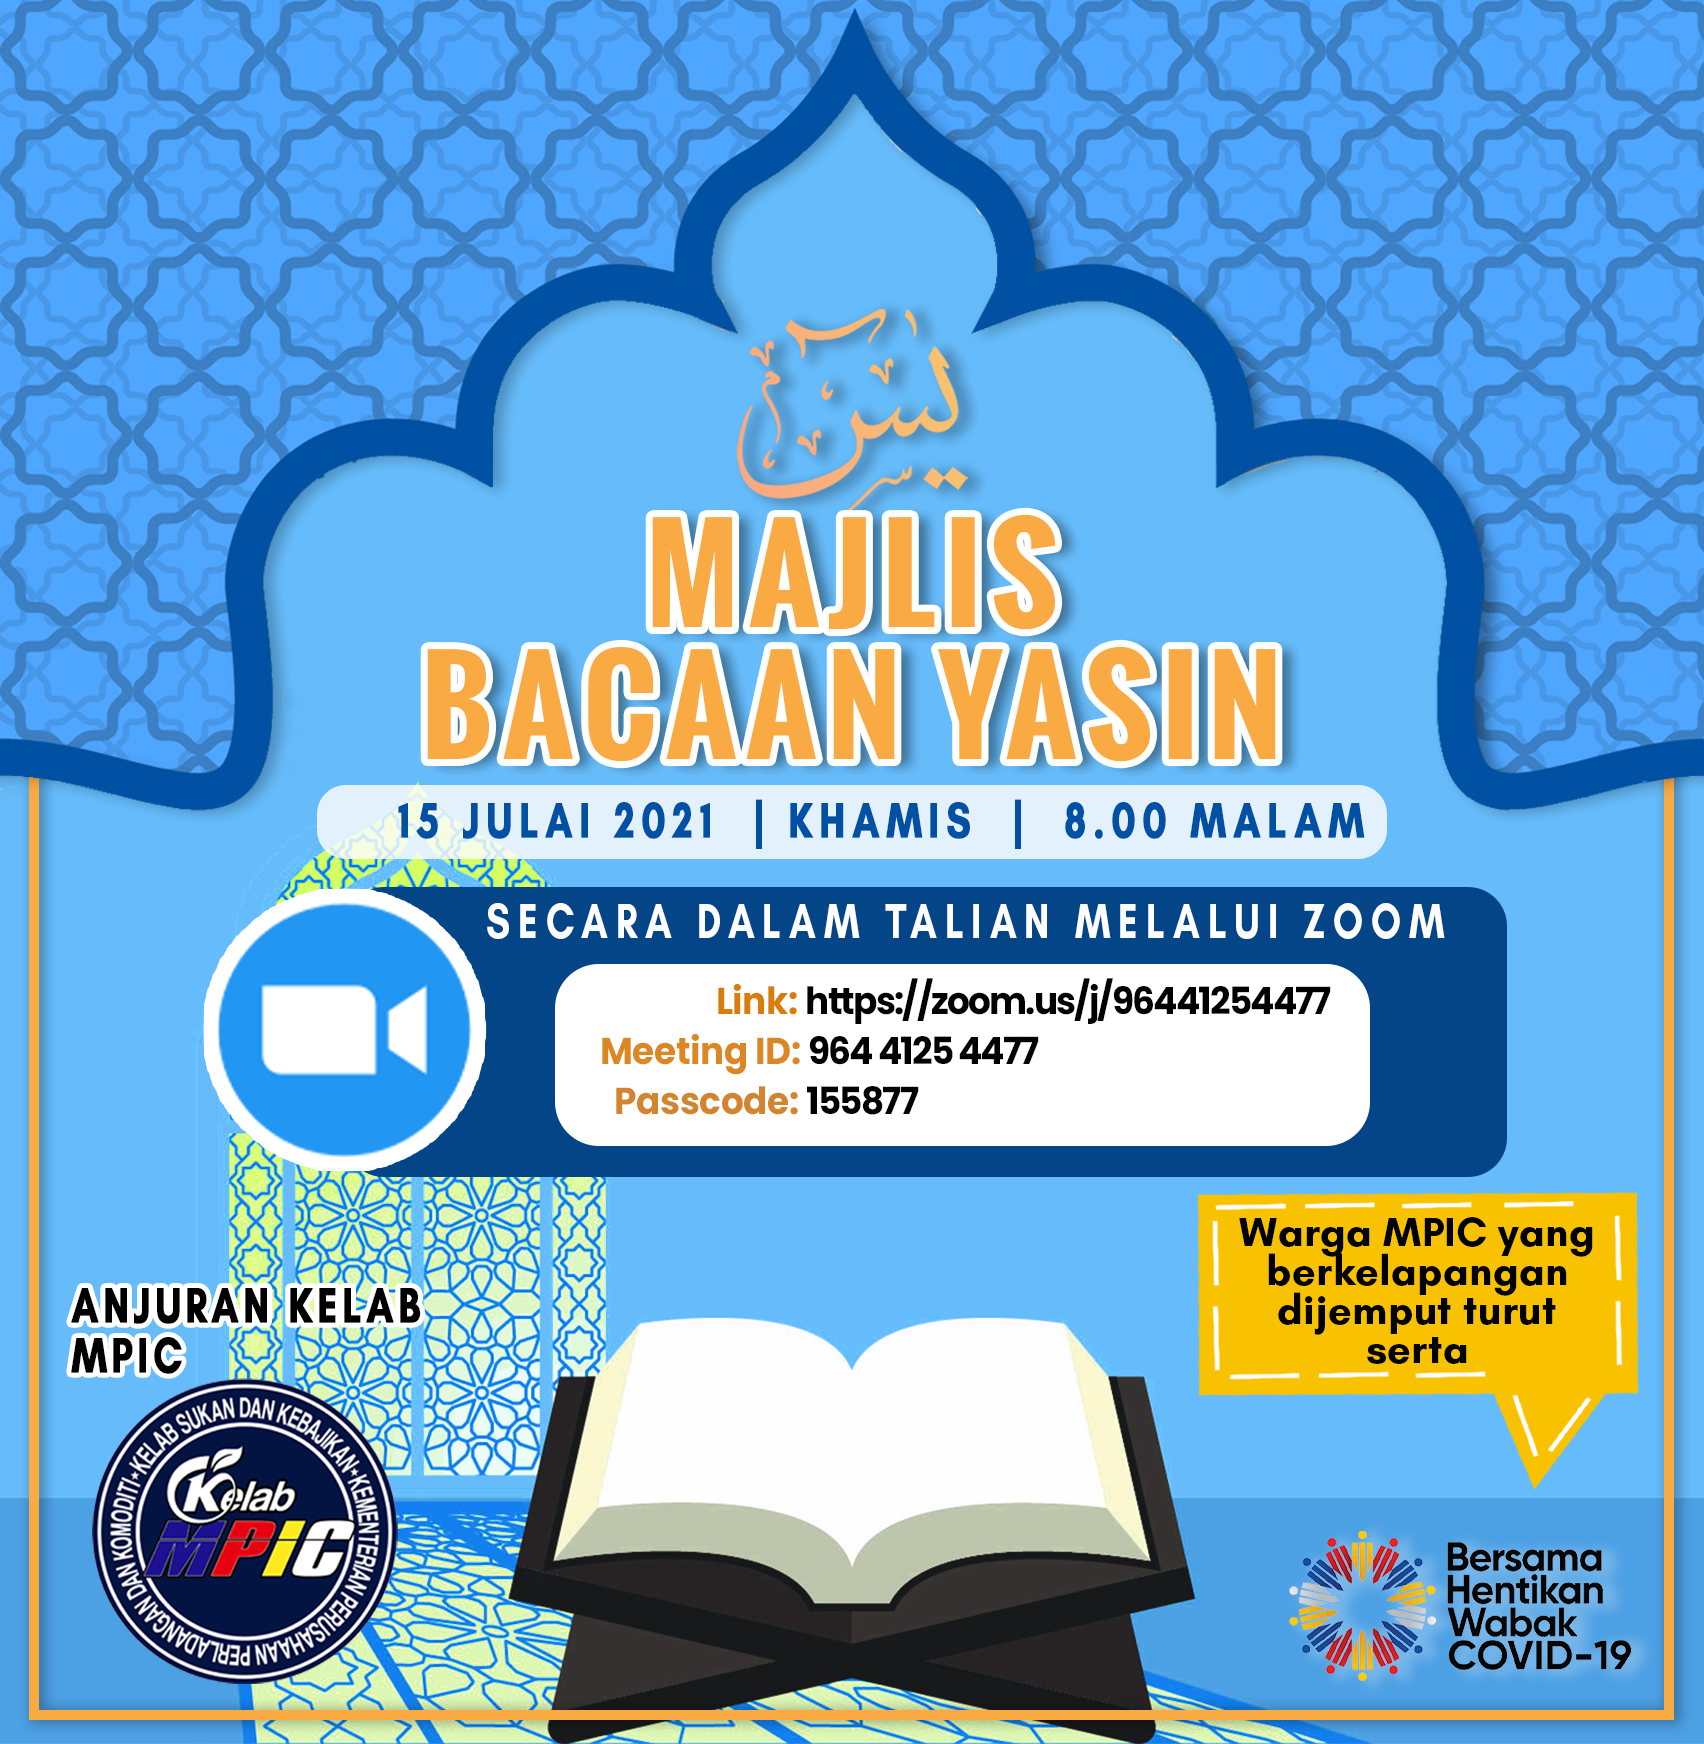 يسٓ
MAJLIS
BACAAN YASIN
15 JULAI 2021 | KHAMIS | 8.00 MALAM
SECARA DALAM TALIAN MELALUI ZOOM
Link: https://zoom.us/j/96441254477
Meeting ID: 964 4125 4477
Passcode: 155877
Warga MPIC yang
berkelapangan
dijemput turut
serta
ANJURAN KELAB
MPIC
KELAB SUKAN DAN KEBAJIKAN★KEMENTERIAN PERUSAHAAN PERLADANGAN DAN KOMODITI★
Kelab
MPIC
Bersama
Hentikan
Wabak
COVID-19